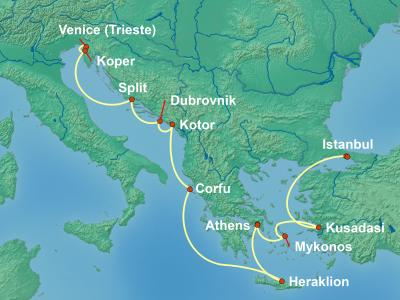 Venice (Trieste)
Koper
Split
Dubrovnik
Kotor
Istanbul
Corfu
Athens
Kusadasi
Mykonos
Heraklion